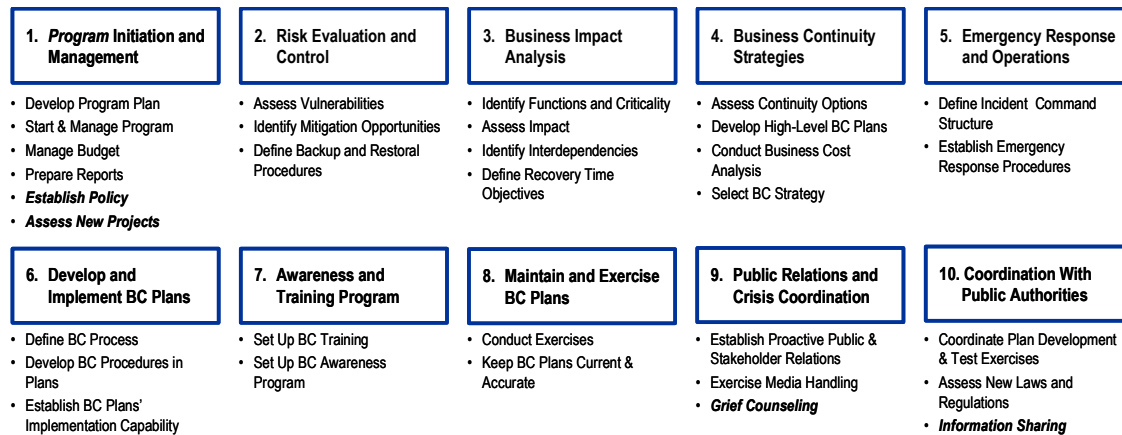 1. Program Initiation and
Management
• Develop Program Plan
• Start & Manage Program
• Manage Budget
• Prepare Reports
• Establish Policy
• Assess New Projects
2. Risk Evaluation and
Control
• Assess Vulnerabilities
• Identify Mitigation Opportunities
• Define Backup and Restoral
Procedures
3. Business Impact
Analysis
• Identify Functions and Criticality
• Assess Impact
• Identify Interdependencies
• Define Recovery Time
Objectives
4. Business Continuity
Strategies
• Assess Continuity Options
• Develop High-Level BC Plans
• Conduct Business Cost
Analysis
• Select BC Strategy
5. Emergency Response
and Operations
• Define Incident Command
Structure
• Establish Emergency
Response Procedures
6. Develop and
Implement BC Plans
• Define BC Process
• Develop BC Procedures in
Plans
• Establish BC Plans’
Implementation Capability
7. Awareness and
Training Program
• Set Up BC Training
• Set Up BC Awareness
Program
8. Maintain and Exercise
BC Plans
• Conduct Exercises
• Keep BC Plans Current &
Accurate
9. Public Relations and
Crisis Coordination
• Establish Proactive Public &
Stakeholder Relations
• Exercise Media Handling
• Grief Counseling
10. Coordination With
Public Authorities
• Coordinate Plan Development
& Test Exercises
• Assess New Laws and
Regulations
• Information Sharing